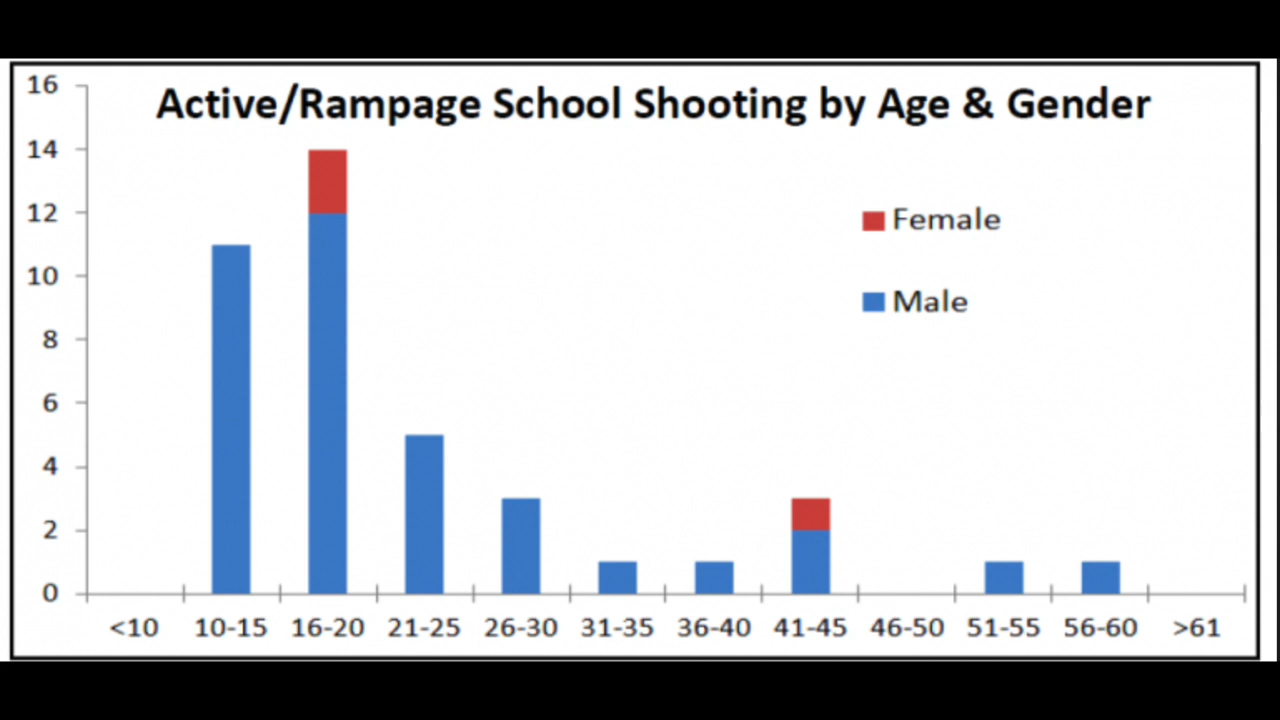 Active/Rampage School Shooting by Age & Gender
16
14
12
10
8
6
4
2
0
Female
Male
<10 10-15 16-20 21-25 26-30 31-35 36-40 41-45 46-50 51-55 56-60 >61